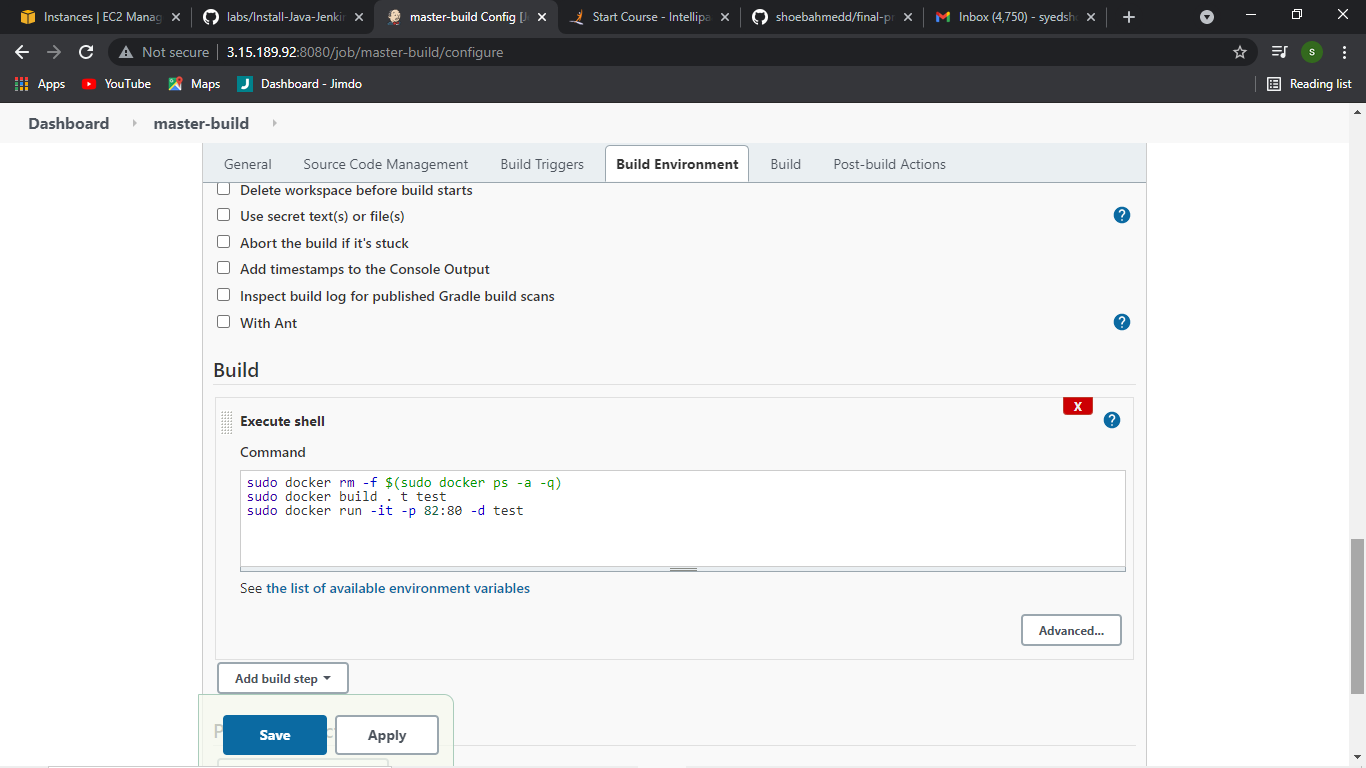 Instances | EC2 Manag
labs/Install-Java-Jenkin
master-build Config [J
Start Course - Intellipa
shoebahmedd/final-pr
Inbox (4,750) - syedsh
Not secure
3.15.189.92:8080/job/master-build/configure
s
Apps
YouTube
Maps
Dashboard - Jimdo
Reading list
Dashboard
master-build
General
Source Code Management
Build Triggers
Build Environment
Build
Post-build Actions
Delete workspace before build starts
Use secret text(s) or file(s)
?
Abort the build if it's stuck
Add timestamps to the Console Output
Inspect build log for published Gradle build scans
With Ant
?
Build
X
Execute shell
?
Command
sudo docker rm -f $(sudo docker ps -a -q)
sudo docker build . t test
sudo docker run -it -p 82:80 -d test
See the list of available environment variables
Advanced...
Add build step
Save
Apply